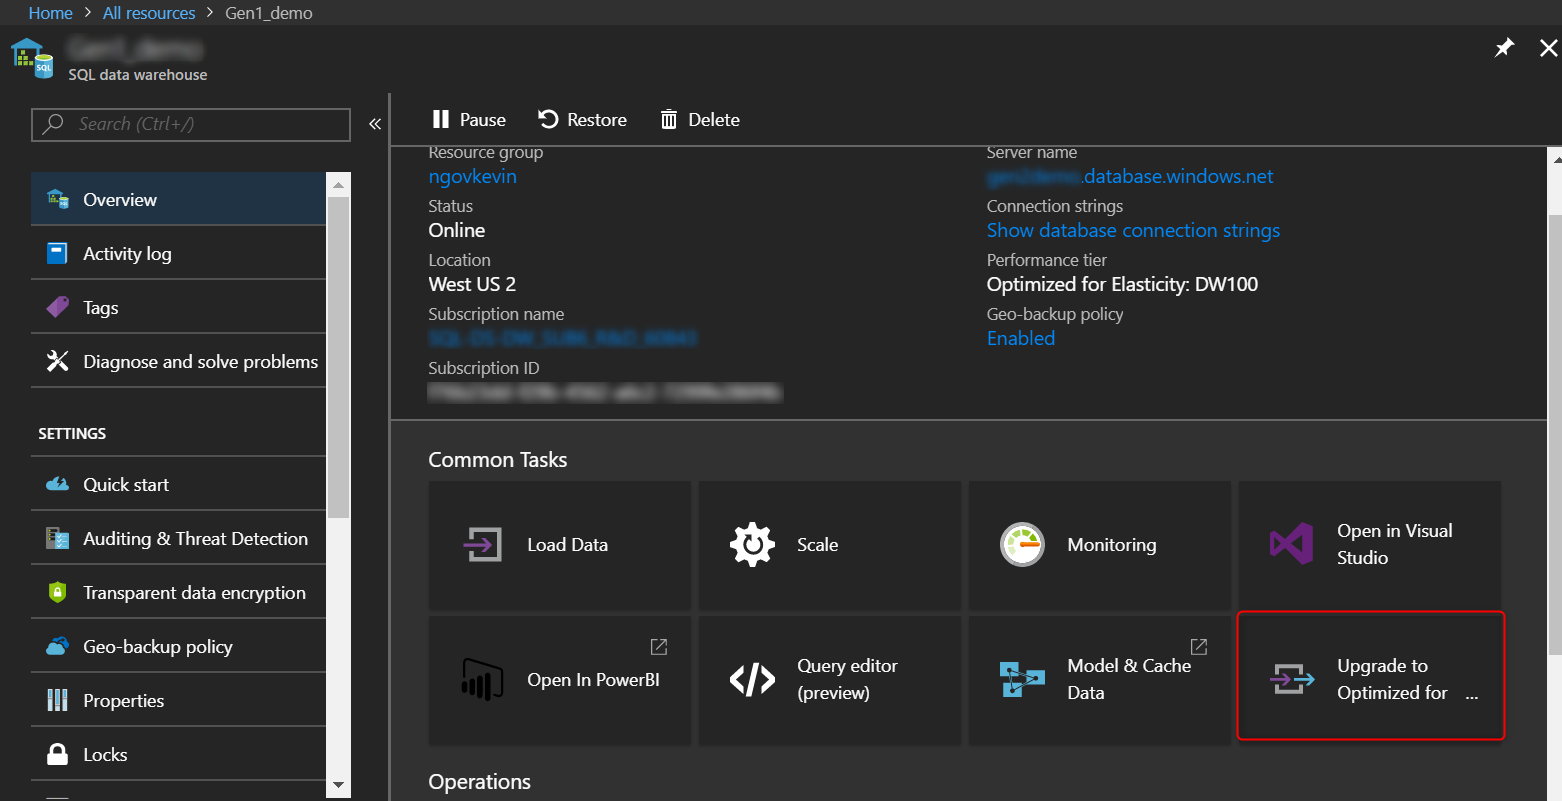 Home > All resources > Gen1_demo
SQL data warehouse
Search (Ctrl+/)
«
Overview
Activity log
Tags
Diagnose and solve problems
SETTINGS
Quick start
Auditing & Threat Detection
Transparent data encryption
Geo-backup policy
Properties
Locks
Pause Restore Delete
Resource group
ngovkevin
Status
Online
Location
West US 2
Subscription name
Subscription ID
Server name
.database.windows.net
Connection strings
Show database connection strings
Performance tier
Optimized for Elasticity: DW100
Geo-backup policy
Enabled
Common Tasks
Load Data
Scale
Monitoring
Open in Visual
Studio
Open In PowerBI
Query editor
(preview)
Model & Cache
Data
Upgrade to
Optimized for ...
Operations